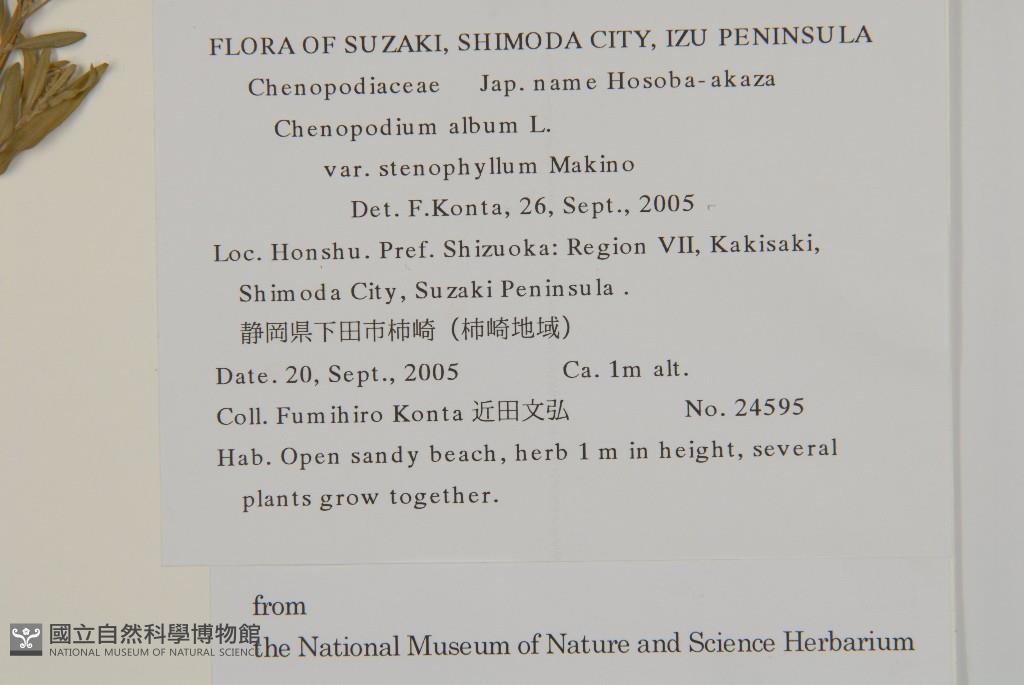 FLORA OF SUZAKI, SHIMODA CITY, IZU PENINSULA
Chenopodiaceae Jap. name Hosoba-akaza
Chenopodium album L.
var. stenophyllum Makino
Det. F.Konta, 26, Sept., 2005
Loc. Honshu. Pref. Shizuoka: Region VII, Kakisaki,
Shimoda City, Suzaki Peninsula .
静岡県下田市柿崎（柿崎地域）
Date. 20, Sept., 2005 Ca. 1m alt.
Coll. Fumihiro Konta 近田文弘 No. 24595
Hab. Open sandy beach, herb 1 m in height, several
plants grow together.
from
the National Museum of Nature and Science Herbarium
國立自然科學博物館
NATIONAL MUSEUM OF NATURAL SCIENCE